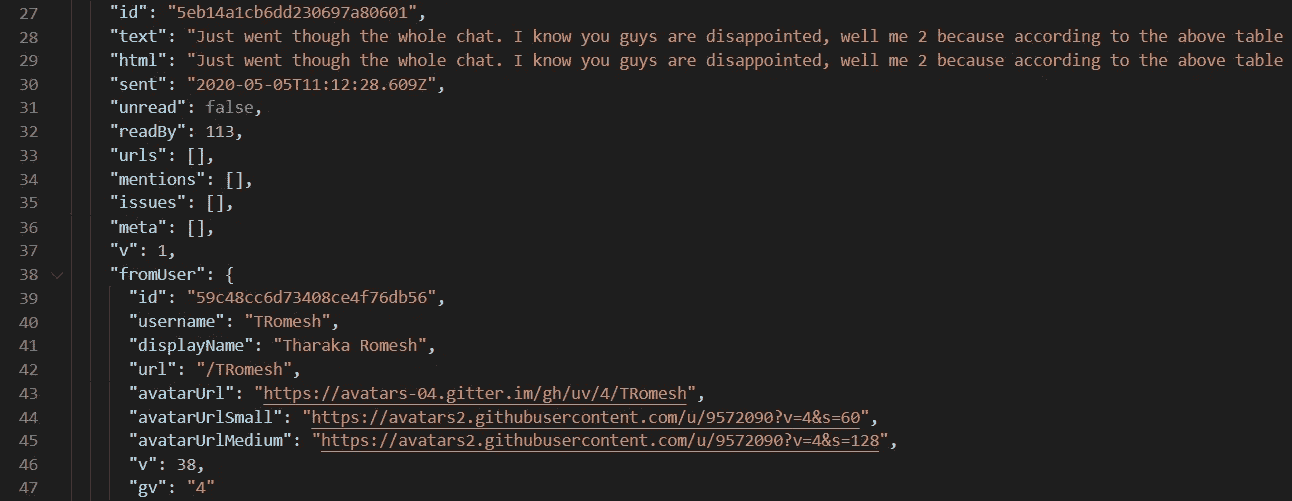 27 "id": "5eb14a1cb6dd230697a80601",
28 "text": "Just went though the whole chat. I know you guys are disappointed, well me 2 because according to the above table
29 "html": "Just went though the whole chat. I know you guys are disappointed, well me 2 because according to the above table
30 "sent": "2020-05-05T11:12:28.609Z",
31 "unread": false,
32 "readBy": 113,
33 "urls": [],
34 "mentions": [],
35 "issues": [],
36 "meta": [],
37 "v": 1,
38 "fromUser": {
39 "id": "59c48cc6d73408ce4f76db56",
40 "username": "TRomesh",
41 "displayName": "Tharaka Romesh",
42 "url": "/TRomesh",
43 "avatarUrl": "https://avatars-04.gitter.im/gh/uv/4/TRomesh",
44 "avatarUrlSmall": "https://avatars2.githubusercontent.com/u/9572090?v=4&s=60",
45 "avatarUrlMedium": "https://avatars2.githubusercontent.com/u/9572090?v=4&s=128",
46 "v": 38,
47 "gv": "4"